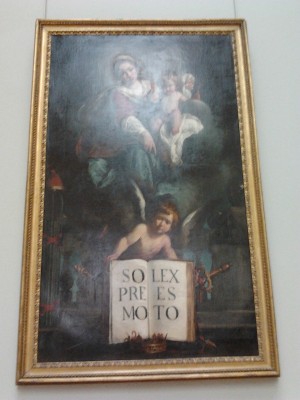 SO LEX
PRE ES
MO TO